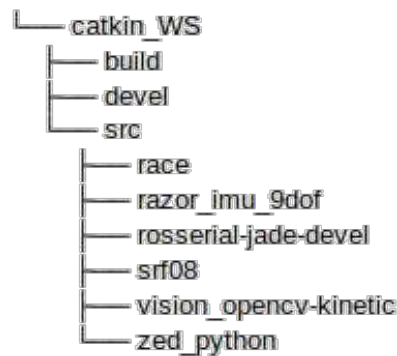 catkin_WS
build
devel
src
race
razor_imu_9dof
rosserial-jade-devel
srf08
vision_opencv-kinetic
zed_python